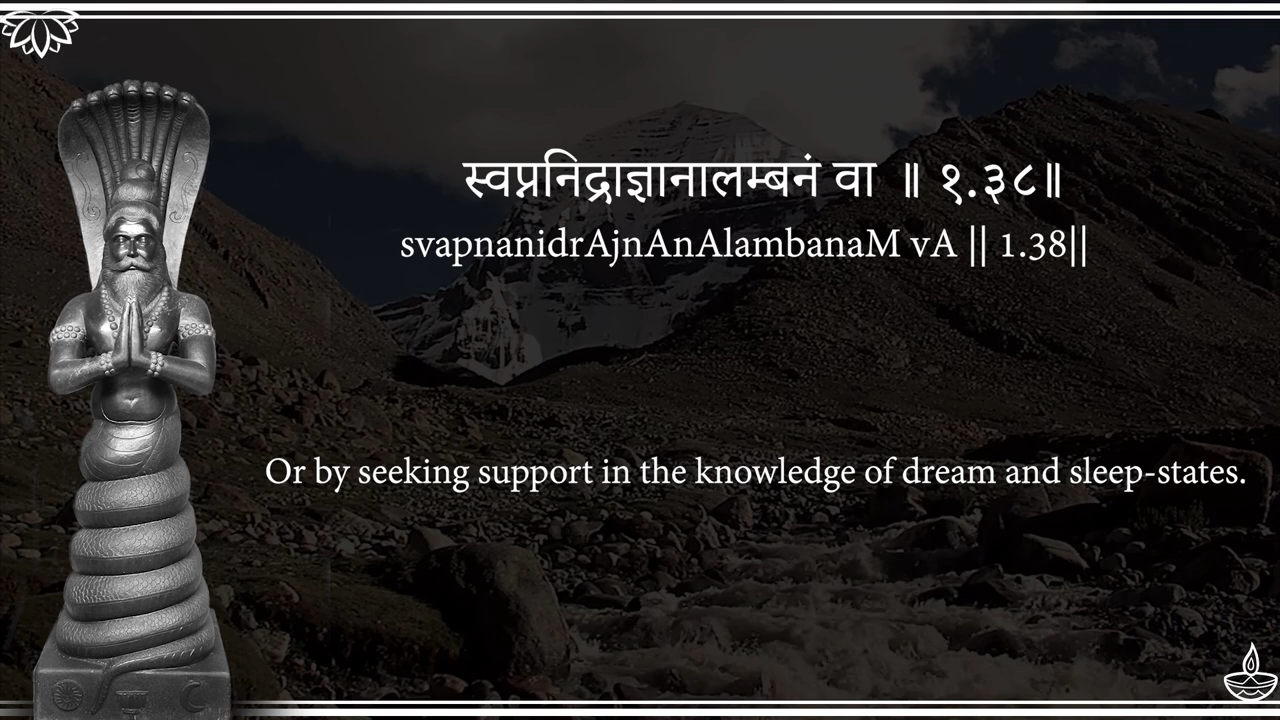 स्वप्ननिद्राज्ञानालम्बनं वा ॥ १.३८॥
svapnanidrAjnAnAlambanaM vA || 1.38||
Or by seeking support in the knowledge of dream and sleep-states.